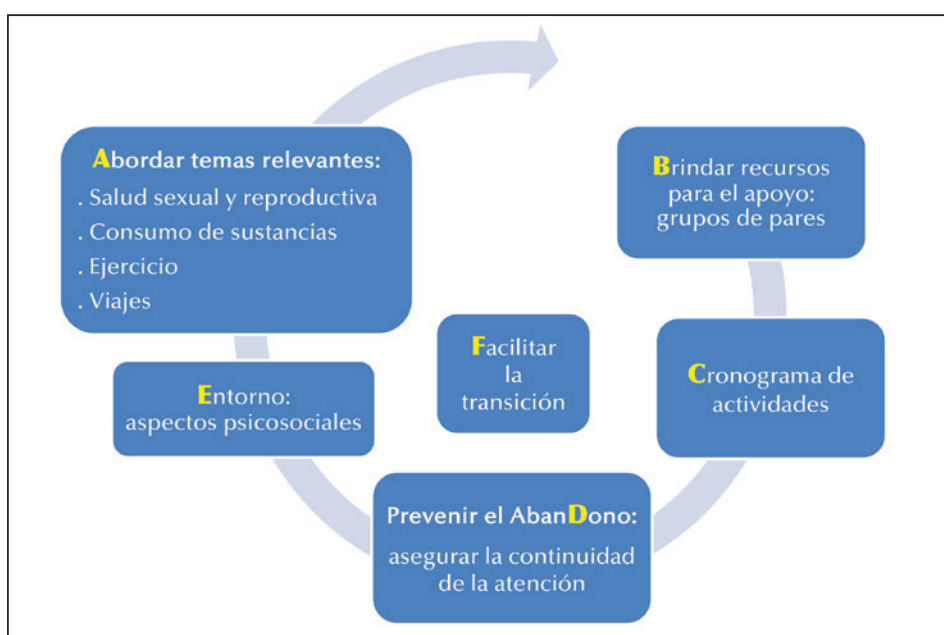 Abordar temas relevantes:
. Salud sexual y reproductiva
. Consumo de sustancias
. Ejercicio
. Viajes
Brindar recursos
para el apoyo:
grupos de pares
Cronograma de
actividades
Prevenir el AbanDono:
asegurar la continuidad
de la atención
Entorno:
aspectos psicosociales
Facilitar
la
transición